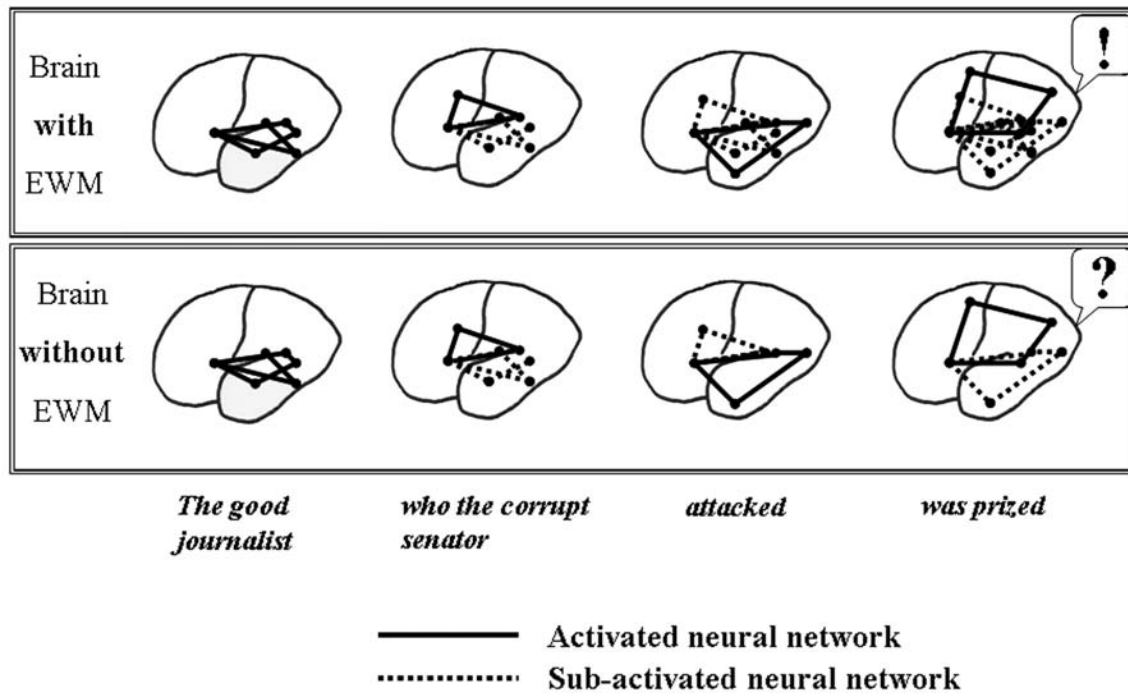 Brain
with
EWM
!
Brain
without
EWM
?
The good
journalist
who the corrupt
senator
attacked
was prized
Activated neural network
Sub-activated neural network